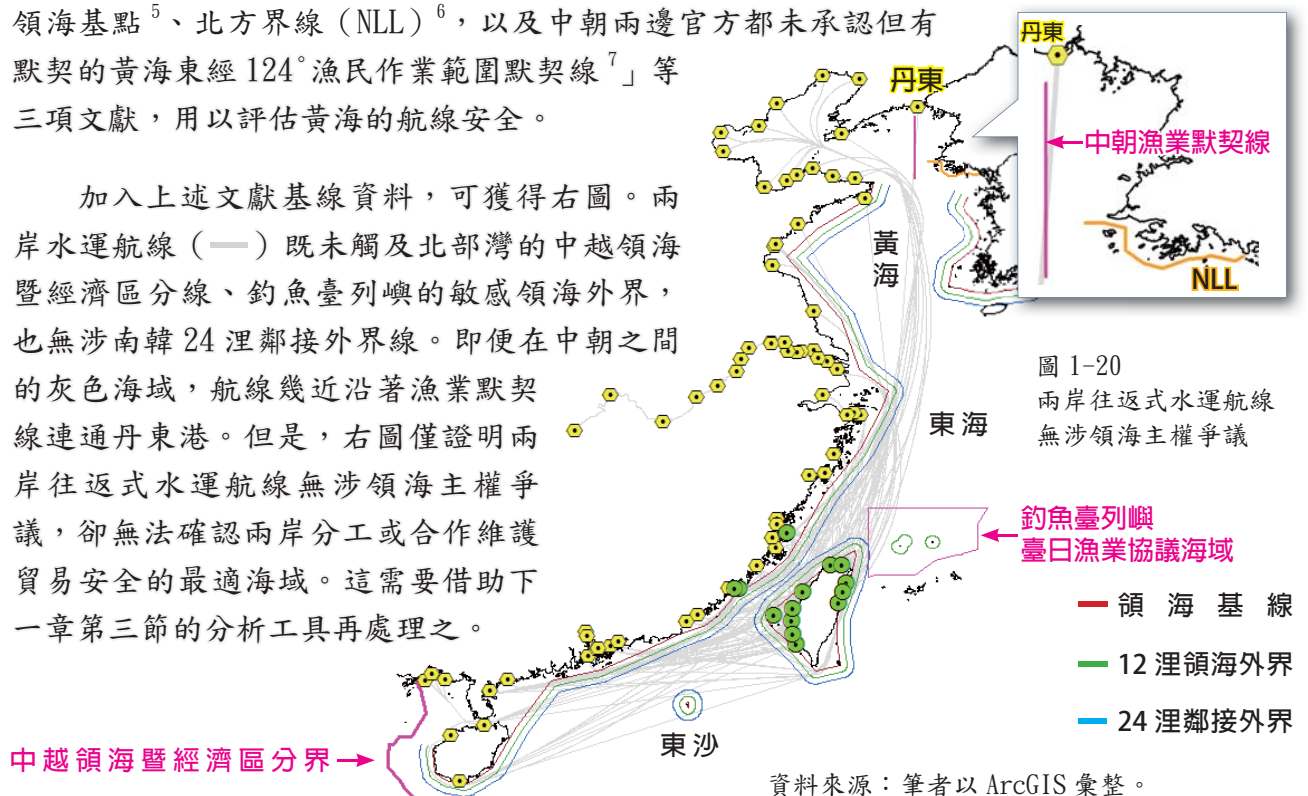 領海基點⁵、北方界線（NLL）⁶，以及中朝兩邊官方都未承認但有
默契的黃海東經 124°漁民作業範圍默契線⁷」等
三項文獻，用以評估黃海的航線安全。
加入上述文獻基線資料，可獲得右圖。兩
岸水運航線（—）既未觸及北部灣的中越領海
暨經濟區分線、釣魚臺列嶼的敏感領海外界，
也無涉南韓 24 浬鄰接外界線。即便在中朝之間
的灰色海域，航線幾近沿著漁業默契
線連通丹東港。但是，右圖僅證明兩
岸往返式水運航線無涉領海主權爭
議，卻無法確認兩岸分工或合作維護
貿易安全的最適海域。這需要借助下
一章第三節的分析工具再處理之。
丹東
丹東
中朝漁業默契線
NLL
黃海
東海
東沙
圖 1-20
兩岸往返式水運航線
無涉領海主權爭議
釣魚臺列嶼
臺日漁業協議海域
領海基線
12 浬領海外界
24 浬鄰接外界
中越領海暨經濟區分界
資料來源：筆者以 ArcGIS 彙整。